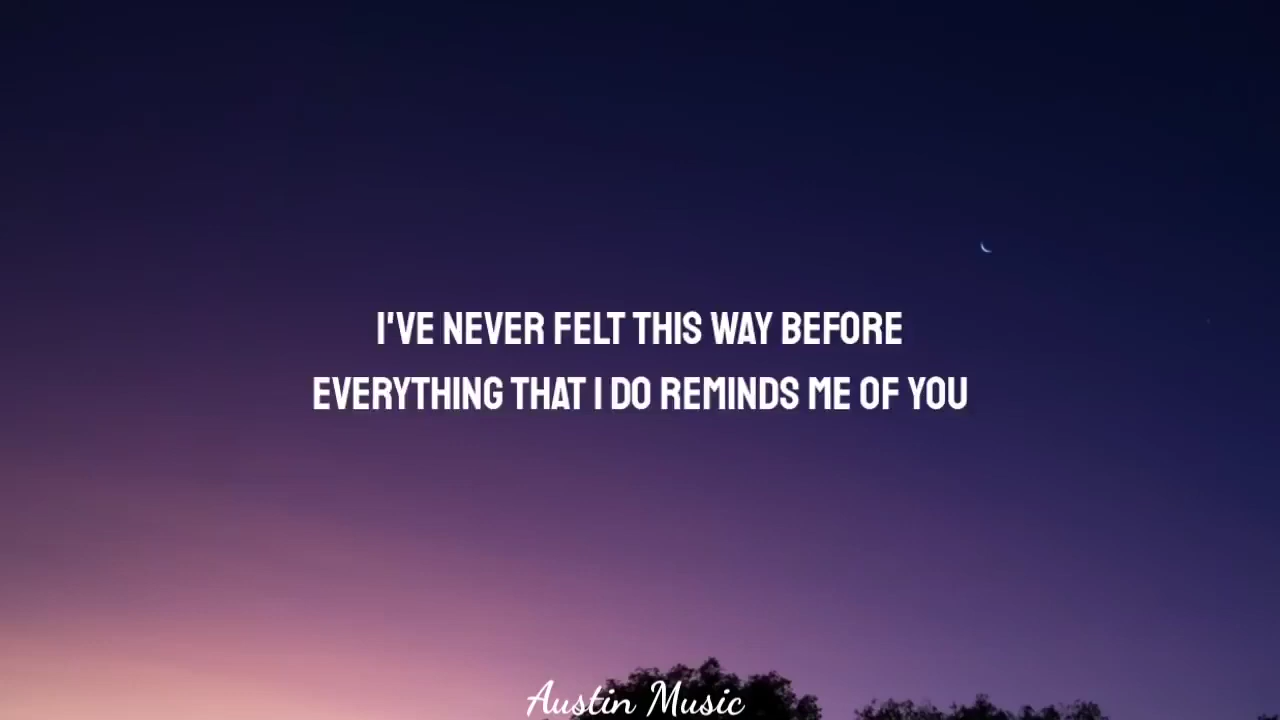 I'VE NEVER FELT THIS WAY BEFORE
EVERYTHING THAT I DO REMINDS ME OF YOU
Austin Music